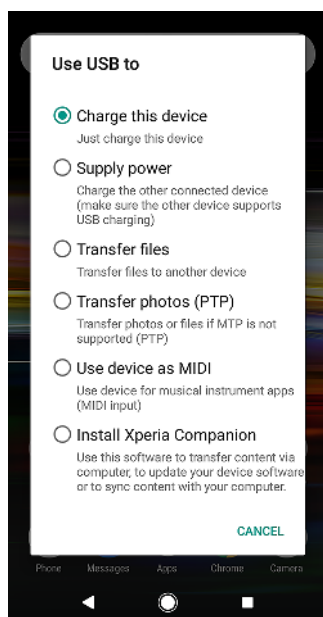 Use USB to
Charge this device
Just charge this device
Supply power
Charge the other connected device
(make sure the other device supports
USB charging)
Transfer files
Transfer files to another device
Transfer photos (PTP)
Transfer photos or files if MTP is not
supported (PTP)
Use device as MIDI
Use device for musical instrument apps
(MIDI input)
Install Xperia Companion
Use this software to transfer content via
computer, to update your device software
or to sync content with your computer.
CANCEL
Phone Messages Apps Chrome Camera